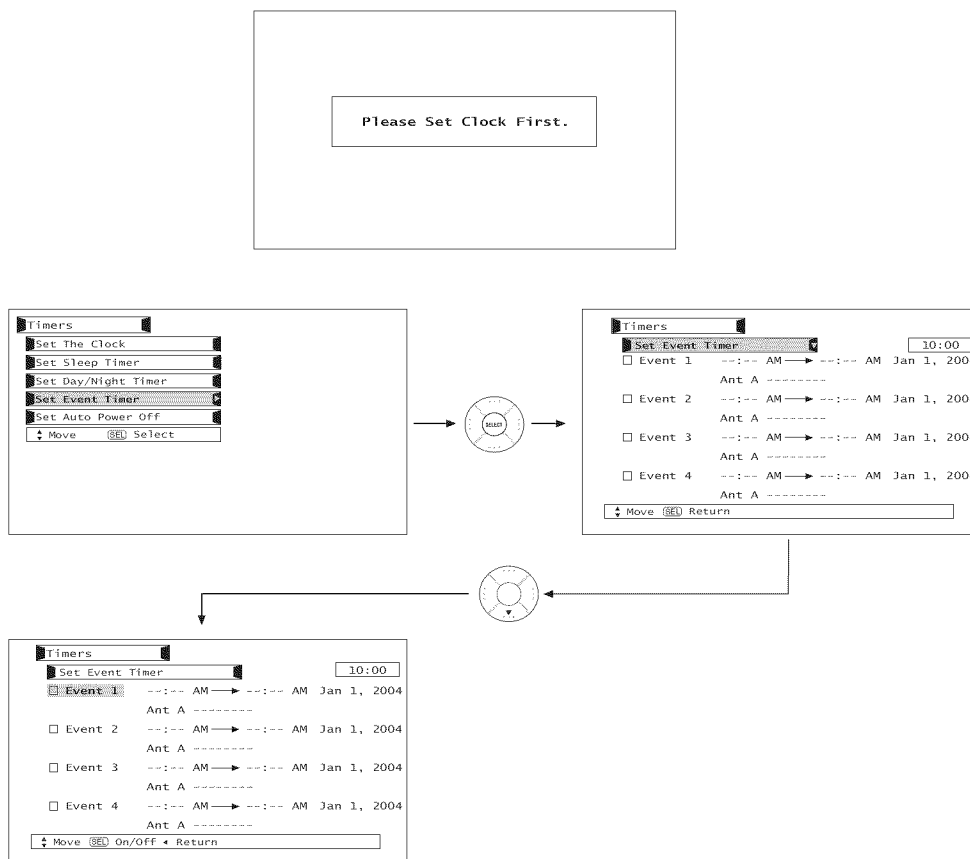 Please Set Clock First.
Timers
Set The Clock
Set Sleep Timer
Set Day/Night Timer
Set Event Timer
Set Auto Power Off
Move SEL Select
SELECT
Timers
Set Event Timer
10:00
Event 1 --:-- AM --:-- AM Jan 1, 200
Ant A --------
Event 2 --:-- AM --:-- AM Jan 1, 200
Ant A --------
Event 3 --:-- AM --:-- AM Jan 1, 200
Ant A --------
Event 4 --:-- AM --:-- AM Jan 1, 200
Ant A --------
Move SEL Return
Timers
Set Event Timer
10:00
Event 1 --:-- AM --:-- AM Jan 1, 2004
Ant A --------
Event 2 --:-- AM --:-- AM Jan 1, 2004
Ant A --------
Event 3 --:-- AM --:-- AM Jan 1, 2004
Ant A --------
Event 4 --:-- AM --:-- AM Jan 1, 2004
Ant A --------
Move SEL On/Off Return